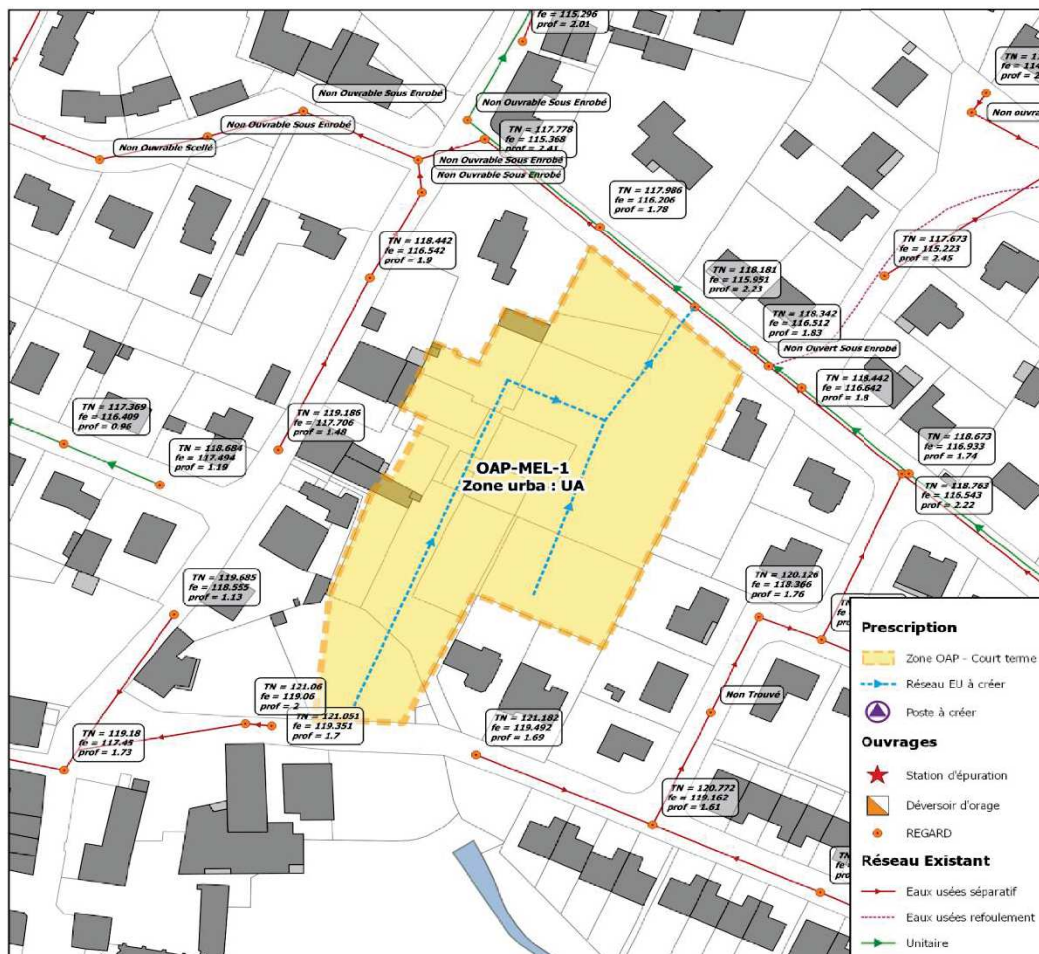 fe = 115.296
prof = 2.01
Non Ouvrable Sous Enrobé
Non Ouvrable Sous Enrobé
Non Ouvrable Sous Enrobé
Non Ouvrable Scellé
TN = 117.778
fe = 115.368
prof = 2.41
Non Ouvrable Sous Enrobé
Non Ouvrable Sous Enrobé
Non ouvra
TN = 117.986
fe = 116.206
prof = 1.78
TN = 118.442
fe = 116.542
prof = 1.9
TN = 117.673
fe = 115.223
prof = 2.45
TN = 118.181
fe = 115.951
prof = 2.23
TN = 118.342
fe = 116.512
prof = 1.83
Non Ouvert Sous Enrobé
TN = 118.442
fe = 116.642
prof = 1.8
TN = 117.369
fe = 116.409
prof = 0.96
TN = 119.186
fe = 117.706
prof = 1.48
TN = 118.684
fe = 117.494
prof = 1.19
TN = 118.673
fe = 116.933
prof = 1.74
OAP-MEL-1
Zone urba : UA
TN = 118.763
fe = 116.543
prof = 2.22
TN = 119.685
fe = 118.555
prof = 1.13
TN = 120.126
fe = 118.366
prof = 1.76
TN = 121.06
fe = 119.06
prof = 2
TN = 121.051
fe = 119.351
prof = 1.7
TN = 121.182
fe = 119.492
prof = 1.69
Non Trouvé
TN = 119.18
fe = 117.45
prof = 1.73
TN = 120.772
fe = 119.162
prof = 1.61
Prescription
Zone OAP - Court terme
Réseau EU à créer
Poste à créer
Ouvrages
Station d'épuration
Déversoir d'orage
REGARD
Réseau Existant
Eaux usées séparatif
Eaux usées refoulement
Unitaire